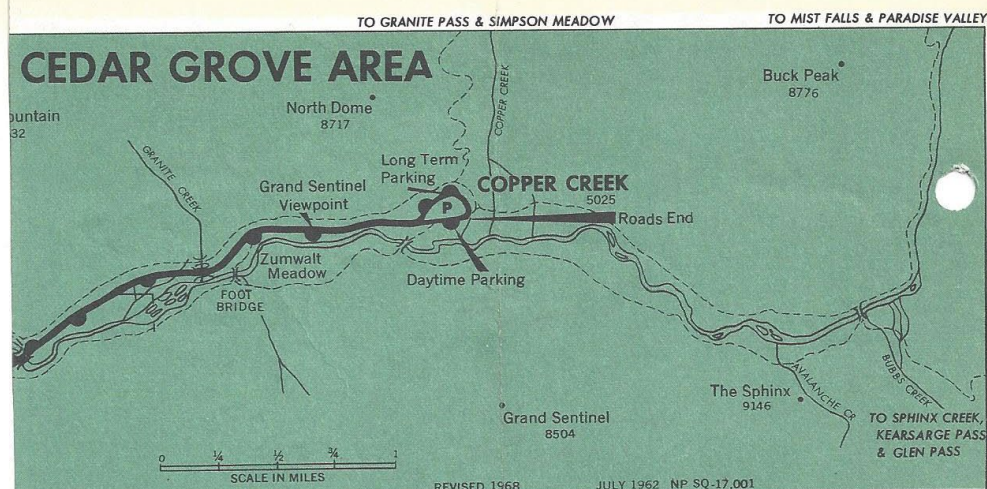 TO GRANITE PASS & SIMPSON MEADOW
TO MIST FALLS & PARADISE VALLEY
CEDAR GROVE AREA
Buck Peak
8776
North Dome
8717
COPPER CREEK
ountain
32
GRANITE CREEK
Long Term
Parking
P
COPPER CREEK
5025
Roads End
Grand Sentinel
Viewpoint
Zumwalt
Meadow
Daytime Parking
FOOT
BRIDGE
The Sphinx
9146
AVALANCHE CR
BUBBS CREEK
Grand Sentinel
8504
TO SPHINX CREEK,
KEARSARGE PASS
& GLEN PASS
0 ¼ ½ ¾ 1
SCALE IN MILES
REVISED 1968
JULY 1962 NP SQ-17,001